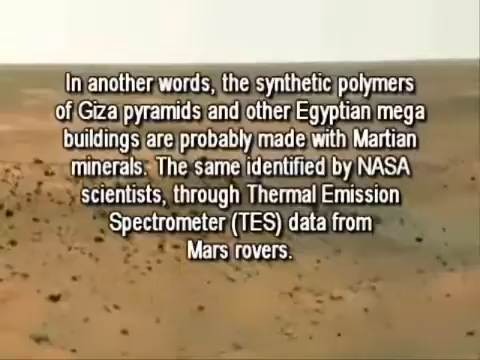 In another words, the synthetic polymers
of Giza pyramids and other Egyptian mega
buildings are probably made with Martian
minerals. The same identified by NASA
scientists, through Thermal Emission
Spectrometer (TES) data from
Mars rovers.